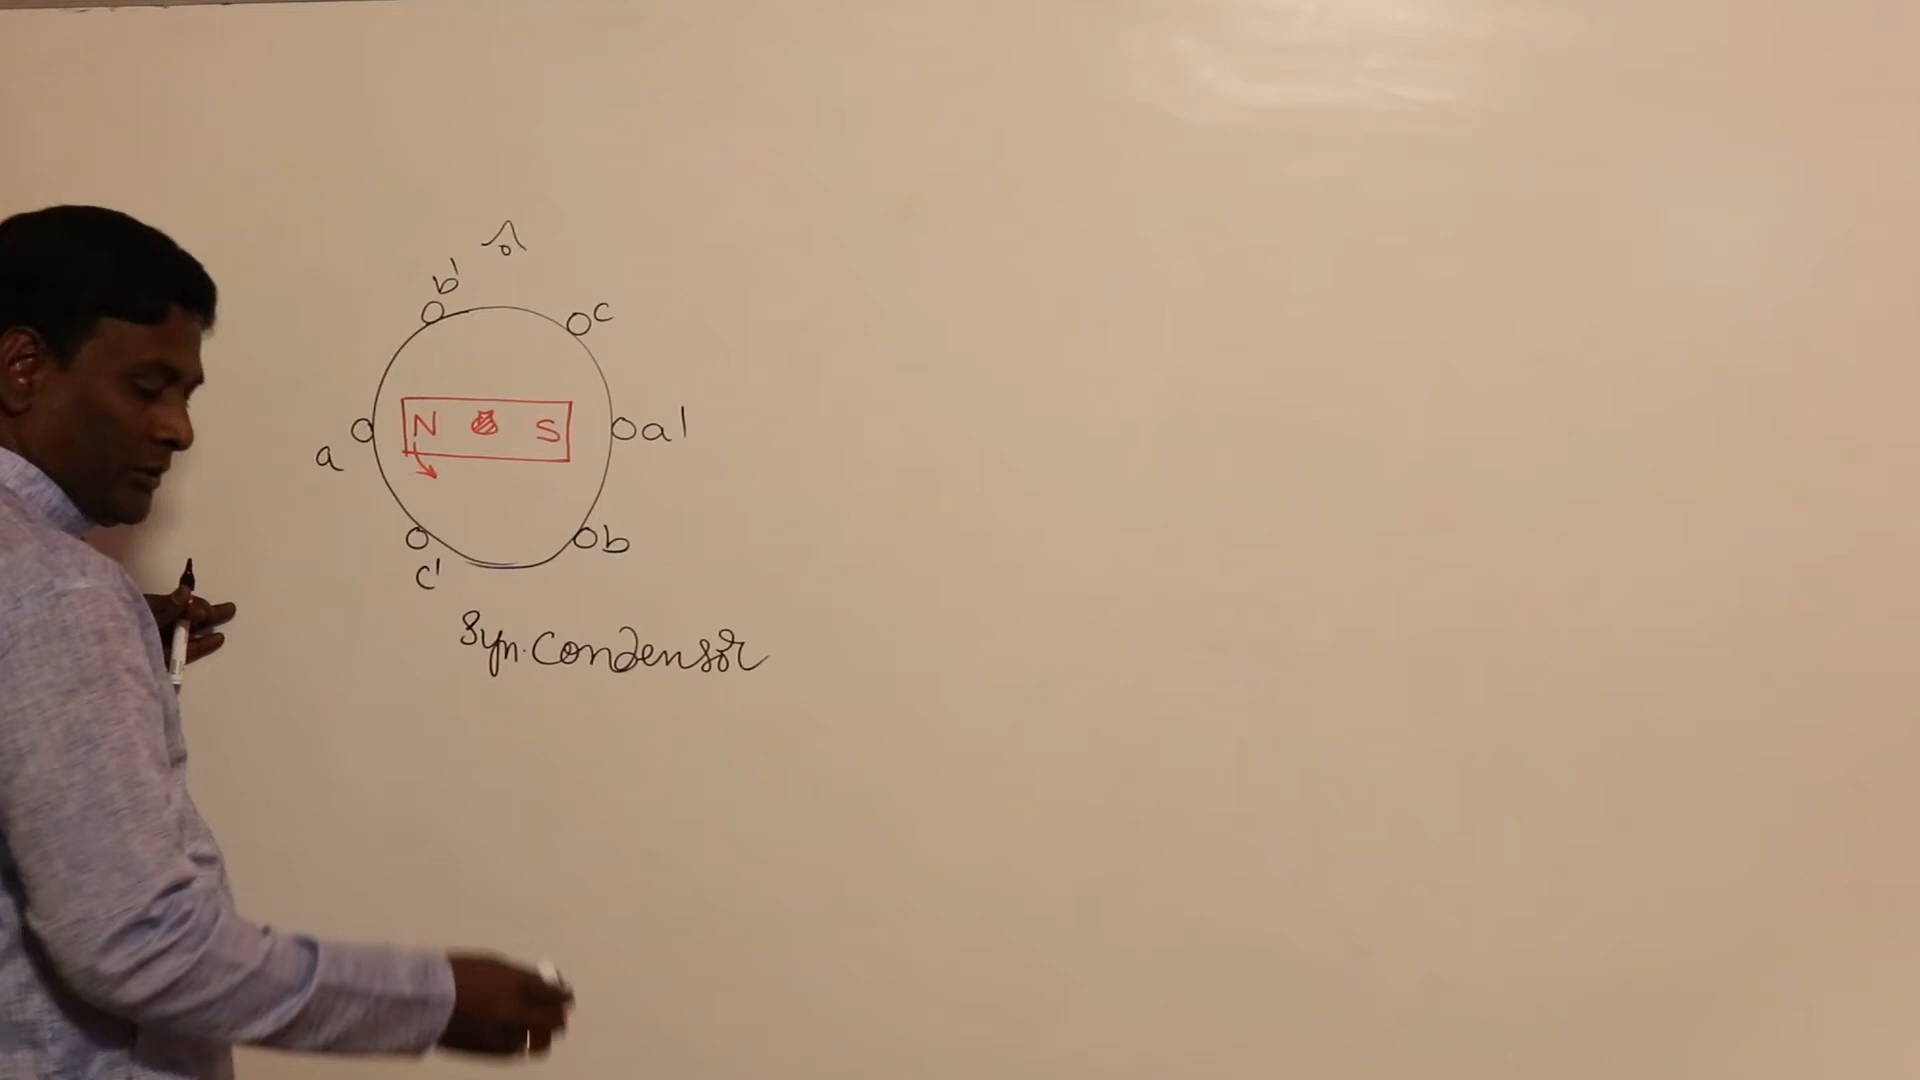 b'
c
N S
a'
a
b
c'
Syn. Condensor